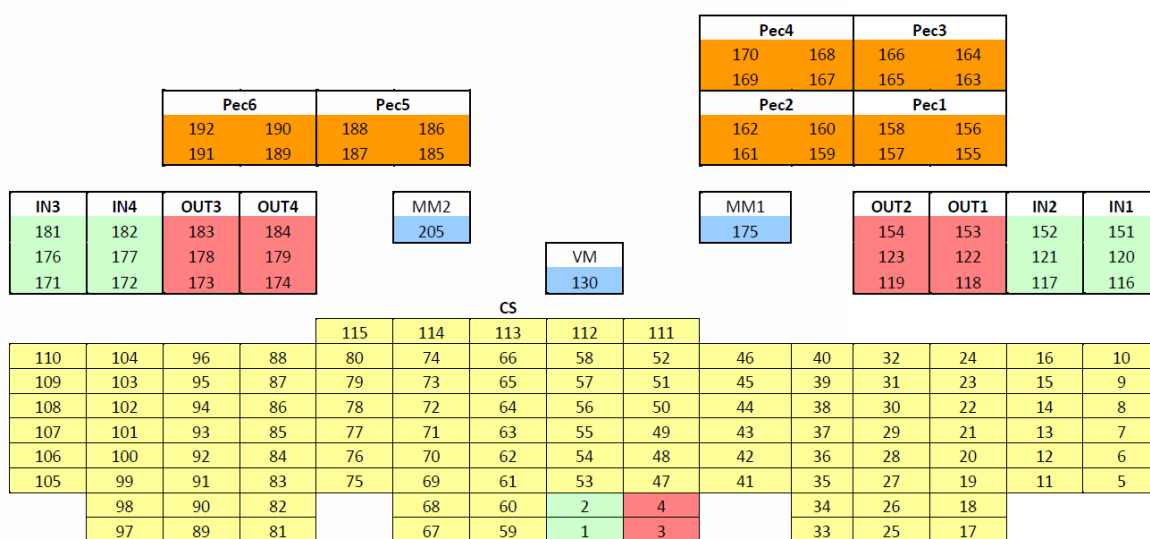 Pec4 Pec3
170 168 166 164
169 167 165 163
Pec6 Pec5 Pec2 Pec1
192 190 188 186 162 160 158 156
191 189 187 185 161 159 157 155
IN3 IN4 OUT3 OUT4 MM2 MM1 OUT2 OUT1 IN2 IN1
181 182 183 184 205 175 154 153 152 151
176 177 178 179 VM 123 122 121 120
171 172 173 174 130 119 118 117 116
CS
115 114 113 112 111
110 104 96 88 80 74 66 58 52 46 40 32 24 16 10
109 103 95 87 79 73 65 57 51 45 39 31 23 15 9
108 102 94 86 78 72 64 56 50 44 38 30 22 14 8
107 101 93 85 77 71 63 55 49 43 37 29 21 13 7
106 100 92 84 76 70 62 54 48 42 36 28 20 12 6
105 99 91 83 75 69 61 53 47 41 35 27 19 11 5
98 90 82 68 60 2 4 34 26 18
97 89 81 67 59 1 3 33 25 17